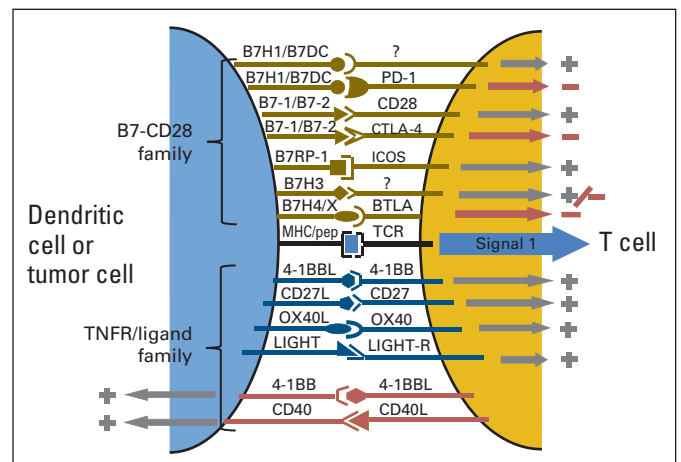 B7H1/B7DC ? +
B7H1/B7DC PD-1 −
B7-1/B7-2 CD28 +
B7-1/B7-2 CTLA-4 −
B7-CD28
family
B7RP-1 ICOS +
B7H3 ? +/−
B7H4/X BTLA −
MHC/pep TCR Signal 1 T cell
Dendritic
cell or
tumor cell
4-1BBL 4-1BB +
CD27L CD27 +
OX40L OX40 +
TNFR/ligand
family
LIGHT LIGHT-R +
+ 4-1BB 4-1BBL
+ CD40 CD40L